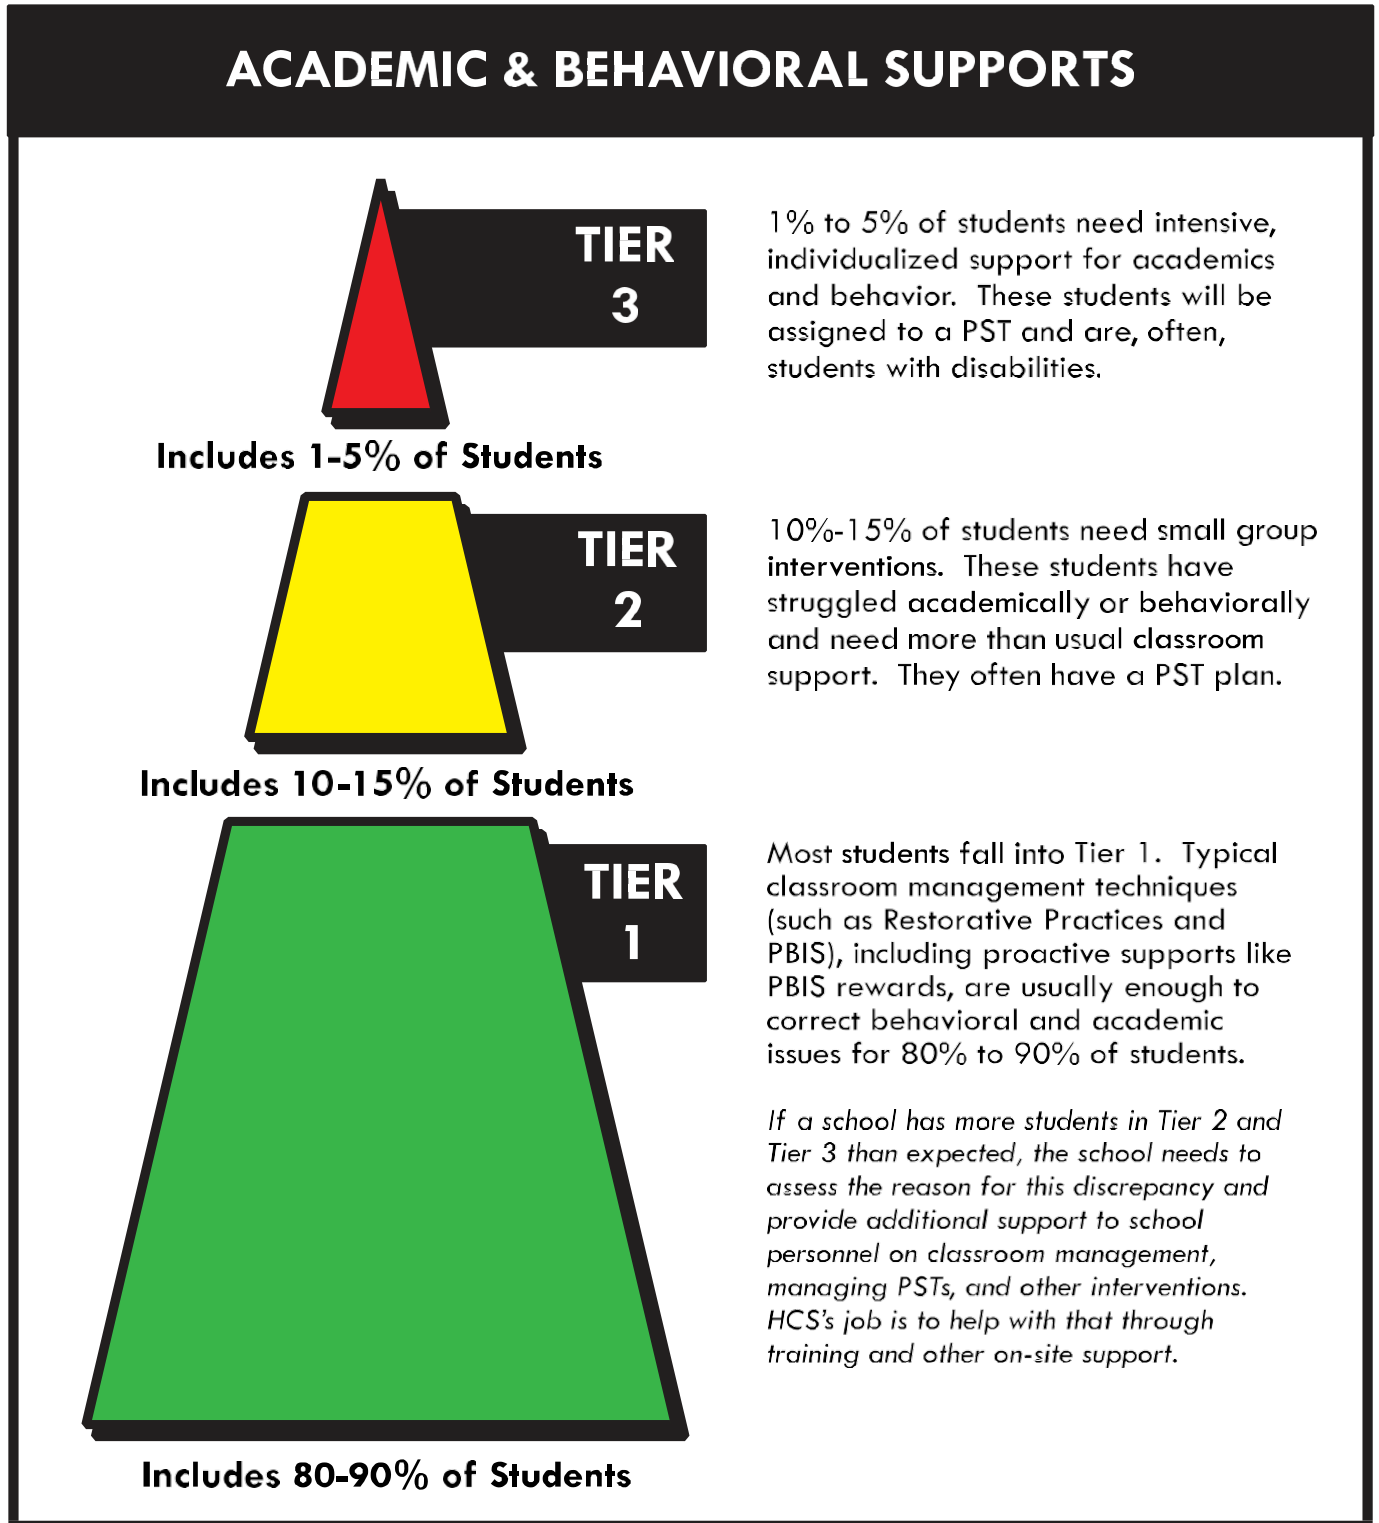 ACADEMIC & BEHAVIORAL SUPPORTS
TIER
3
1% to 5% of students need intensive,
individualized support for academics
and behavior. These students will be
assigned to a PST and are, often,
students with disabilities.
Includes 1-5% of Students
TIER
2
10%-15% of students need small group
interventions. These students have
struggled academically or behaviorally
and need more than usual classroom
support. They often have a PST plan.
Includes 10-15% of Students
TIER
1
Most students fall into Tier 1. Typical
classroom management techniques
(such as Restorative Practices and
PBIS), including proactive supports like
PBIS rewards, are usually enough to
correct behavioral and academic
issues for 80% to 90% of students.
If a school has more students in Tier 2 and
Tier 3 than expected, the school needs to
assess the reason for this discrepancy and
provide additional support to school
personnel on classroom management,
managing PSTs, and other interventions.
HCS's job is to help with that through
training and other on-site support.
Includes 80-90% of Students